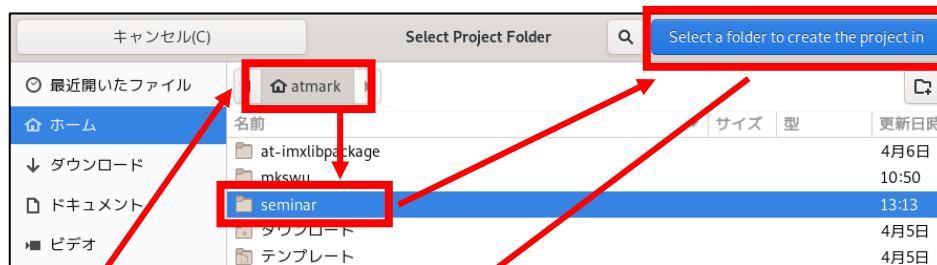 キャンセル(C) Select Project Folder Select a folder to create the project in
最近開いたファイル atmark
ホーム 名前 サイズ 型 更新日時
at-imxlibpackage 4月6日
ダウンロード mkswu 10:50
ドキュメント seminar 13:13
ダウンロード 4月5日
ビデオ テンプレート 4月5日